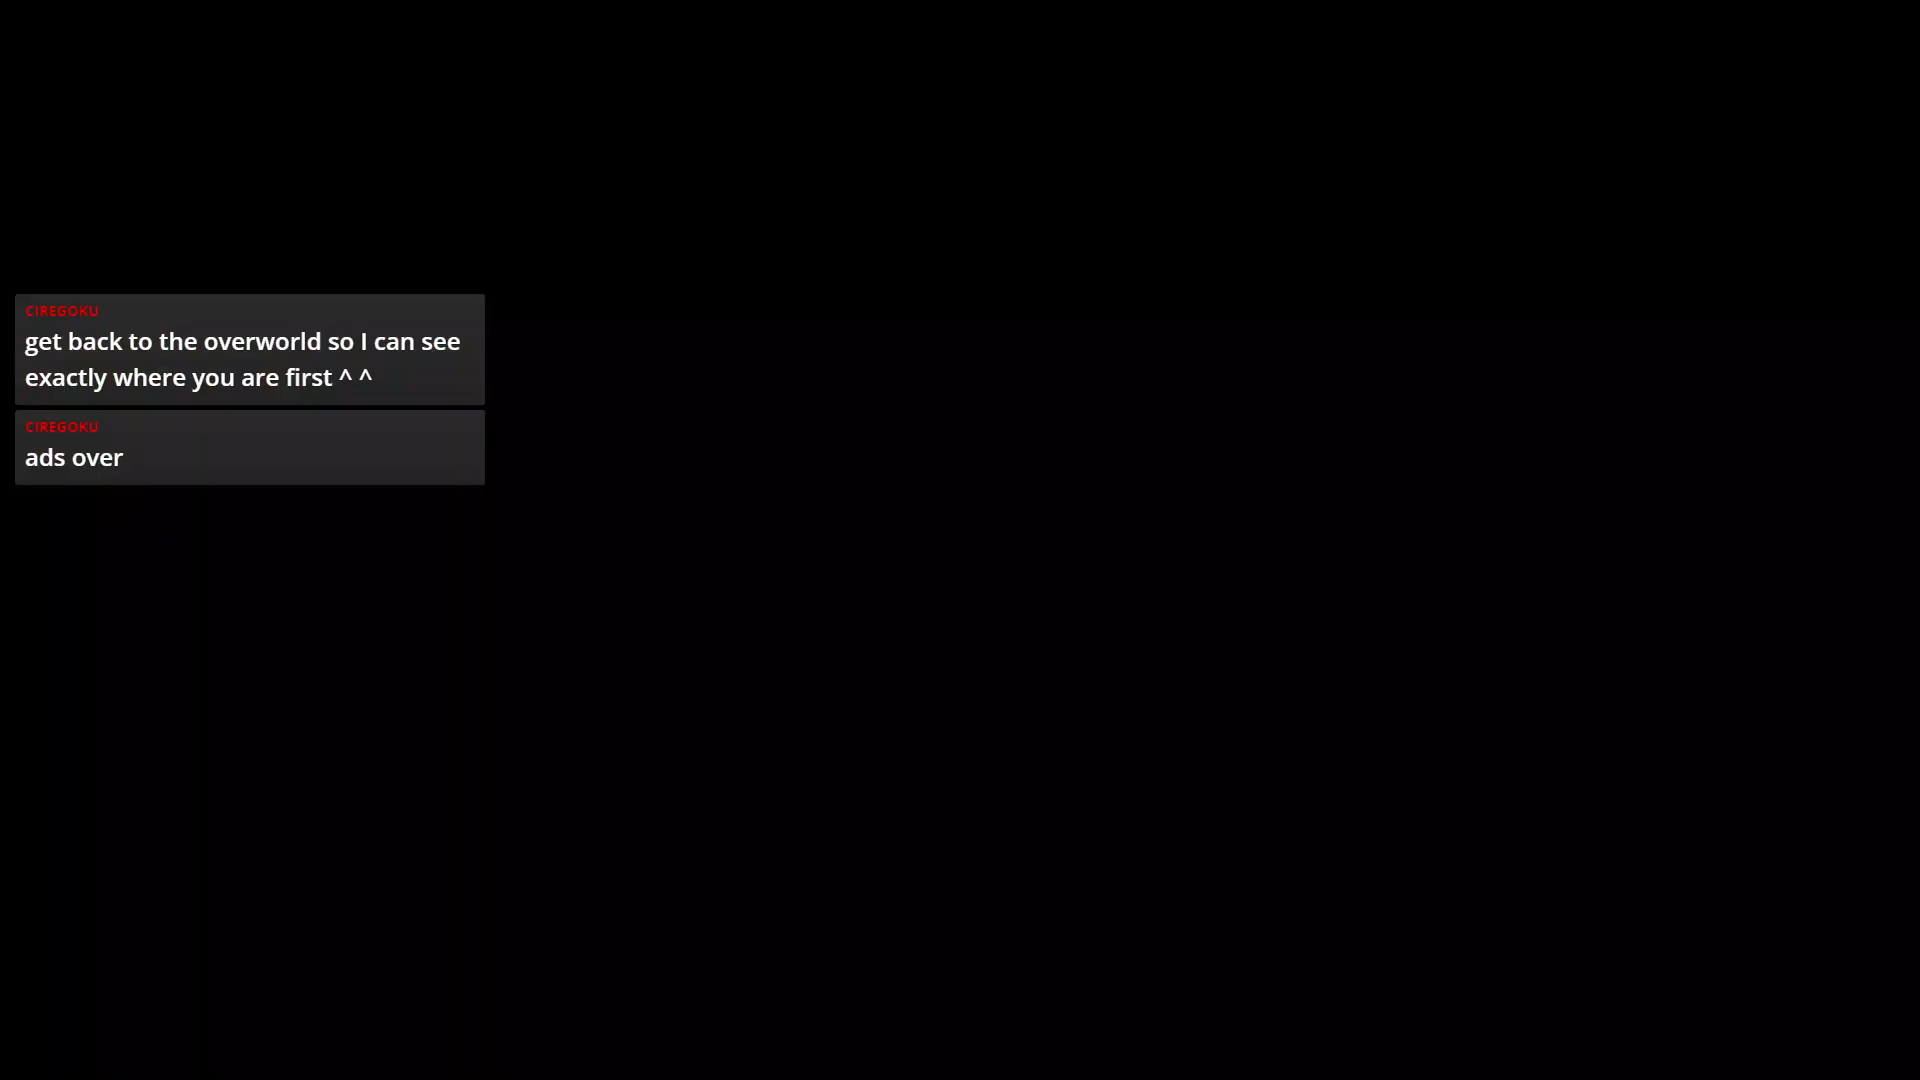 CIREGOKU
get back to the overworld so I can see
exactly where you are first ^ ^
CIREGOKU
ads over